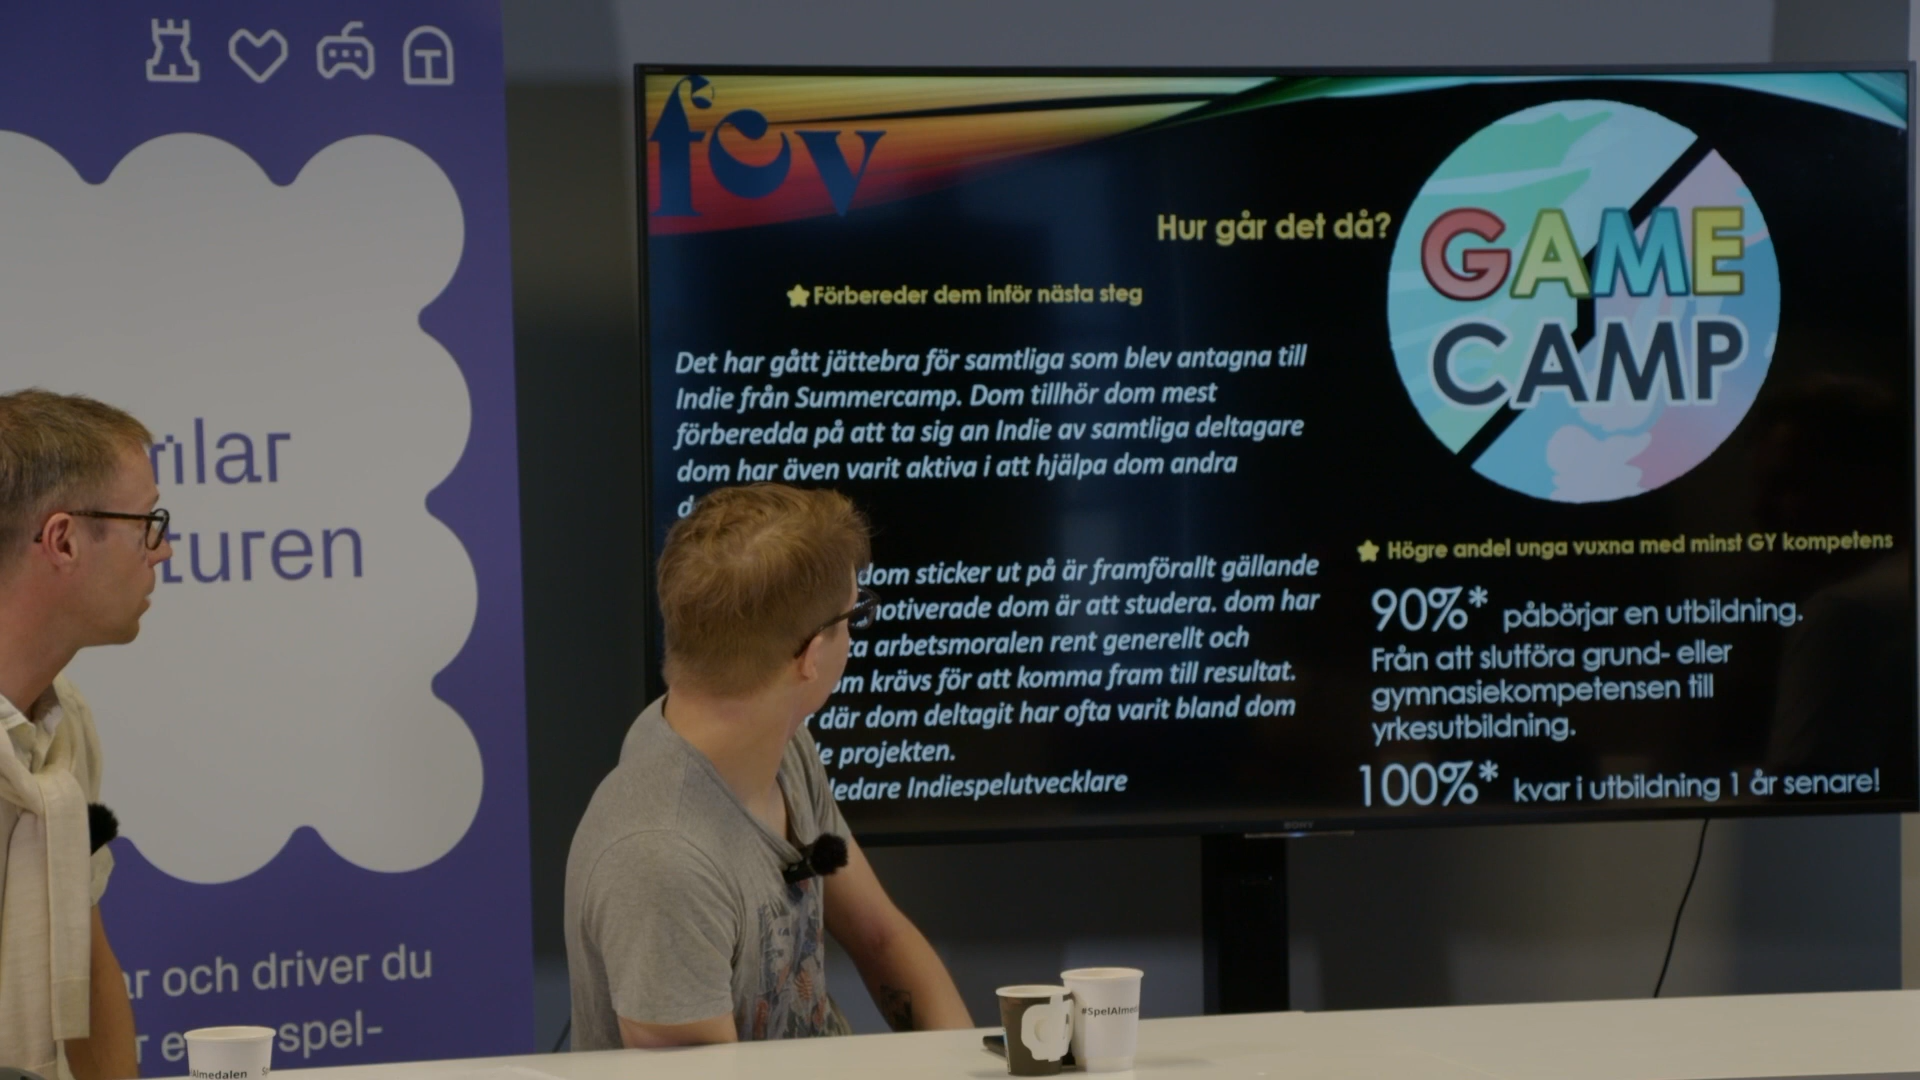 turen
ar och driver du
spel-
fev
Hur går det då?
Förbereder dem inför nästa steg
Det har gått jättebra för samtliga som blev antagna till
Indie från Summercamp. Dom tillhör dom mest
förberedda på att ta sig an Indie av samtliga deltagare
dom har även varit aktiva i att hjälpa dom andra
dom sticker ut på är framförallt gällande
motiverade dom är att studera. dom har
arbetsmoralen rent generellt och
om krävs för att komma fram till resultat.
där dom deltagit har ofta varit bland dom
projekten.
ledare Indiespelutvecklare
GAME
CAMP
Högre andel unga vuxna med minst GY kompetens
90%* påbörjar en utbildning.
Från att slutföra grund- eller
gymnasiekompetensen till
yrkesutbildning.
100%* kvar i utbildning 1 år senare!
SONY
#SpelAlmed
Almedalen